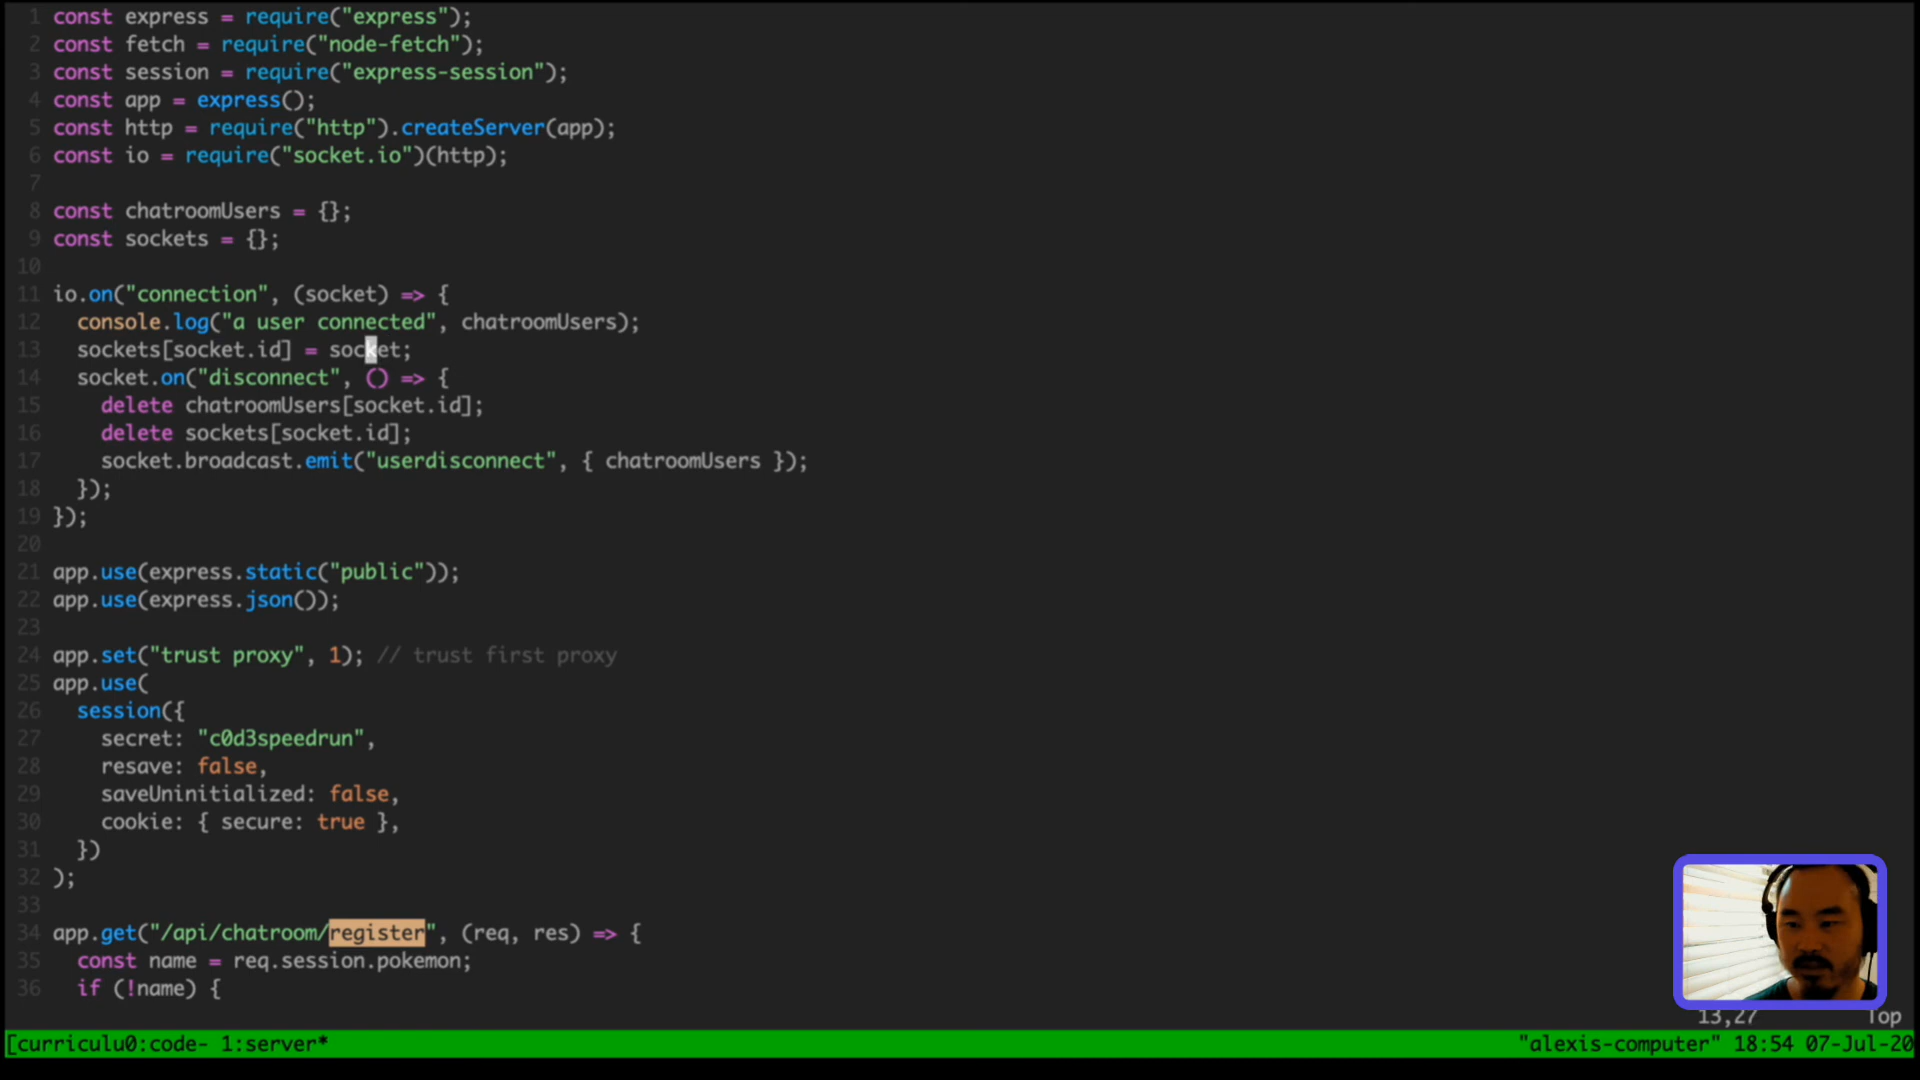 1 const express = require("express");
2 const fetch = require("node-fetch");
3 const session = require("express-session");
4 const app = express();
5 const http = require("http").createServer(app);
6 const io = require("socket.io")(http);
7
8 const chatroomUsers = {};
9 const sockets = {};
10
11 io.on("connection", (socket) => {
12   console.log("a user connected", chatroomUsers);
13   sockets[socket.id] = socket;
14   socket.on("disconnect", () => {
15     delete chatroomUsers[socket.id];
16     delete sockets[socket.id];
17     socket.broadcast.emit("userdisconnect", { chatroomUsers });
18   });
19 });
20
21 app.use(express.static("public"));
22 app.use(express.json());
23
24 app.set("trust proxy", 1); // trust first proxy
25 app.use(
26   session({
27     secret: "c0d3speedrun",
28     resave: false,
29     saveUninitialized: false,
30     cookie: { secure: true },
31   })
32 );
33
34 app.get("/api/chatroom/register", (req, res) => {
35   const name = req.session.pokemon;
36   if (!name) {
13,27 Top
[curriculu0:code- 1:server* "alexis-computer" 18:54 07-Jul-20